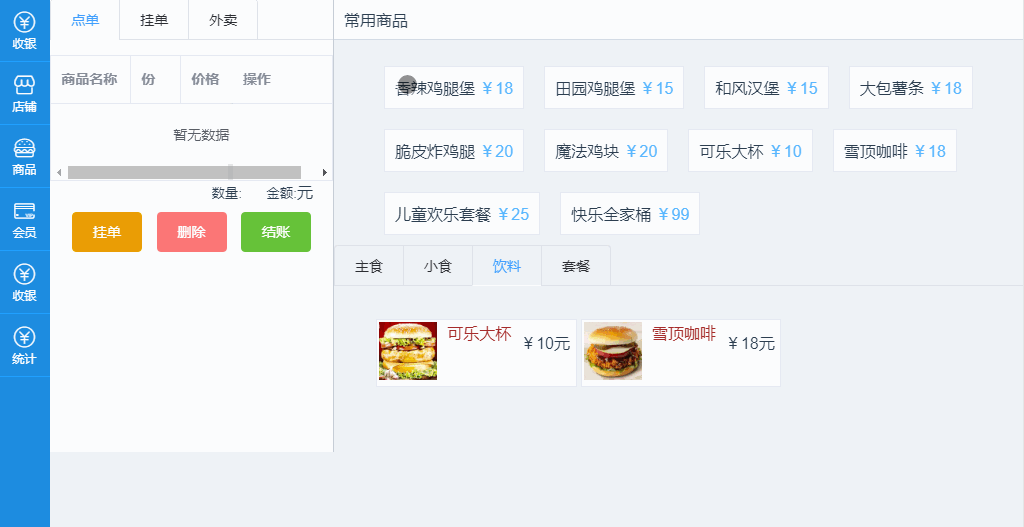 收银
店铺
商品
会员
收银
统计
点单 挂单 外卖
商品名称 份 价格 操作
暂无数据
数量: 金额:元
挂单 删除 结账
常用商品
香辣鸡腿堡 ￥18 田园鸡腿堡 ￥15 和风汉堡 ￥15 大包薯条 ￥18
脆皮炸鸡腿 ￥20 魔法鸡块 ￥20 可乐大杯 ￥10 雪顶咖啡 ￥18
儿童欢乐套餐 ￥25 快乐全家桶 ￥99
主食 小食 饮料 套餐
可乐大杯 ￥10元 雪顶咖啡 ￥18元